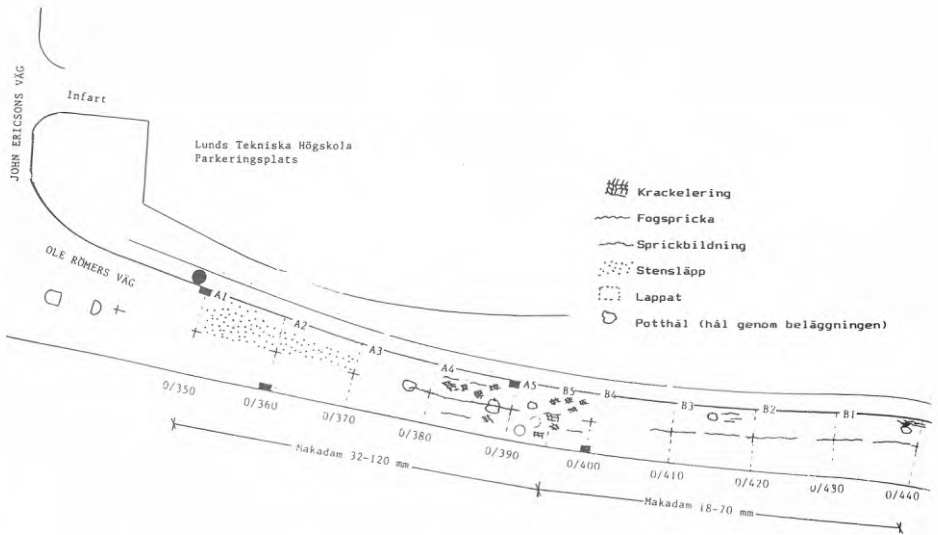 JOHN ERICSONS VÄG
Infart
Lunds Tekniska Högskola
Parkeringsplats
Krackelering
Fogspricka
Sprickbildning
Stensläpp
Lappat
Potthål (hål genom beläggningen)
OLE RÖMERS VÄG
A1
A2
A3
A4
A5
B5
B4
B3
B2
B1
0/350
0/360
0/370
0/380
0/390
0/400
0/410
0/420
0/430
0/440
Makadam 32-120 mm
Makadam 18-70 mm